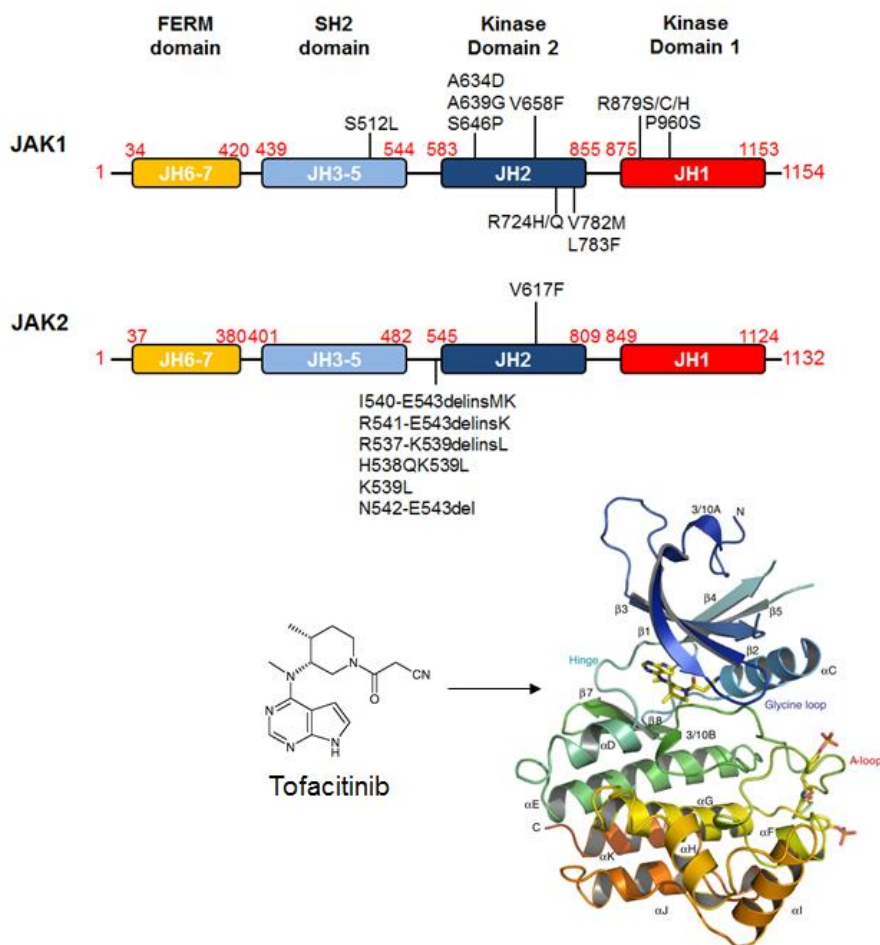 FERM domain
SH2 domain
Kinase Domain 2
Kinase Domain 1
JAK1
A634D
A639G
S646P
V658F
R879S/C/H
P960S
S512L
34 420 439 544 583 855 875 1153
1 JH6-7 JH3-5 JH2 JH1 1154
R724H/Q
V782M
L783F
JAK2
V617F
37 380 401 482 545 809 849 1124
1 JH6-7 JH3-5 JH2 JH1 1132
I540-E543delinsMK
R541-E543delinsK
R537-K539delinsL
H538QK539L
K539L
N542-E543del
N
CN
O
N
N
N
N
H
Tofacitinib
3/10A
N
β4
β3
β5
β1
β2
Hinge
αC
Glycine loop
β7
β8
3/10B
αD
A-loop
αE
αG
C
αF
αK
αH
αJ
αI